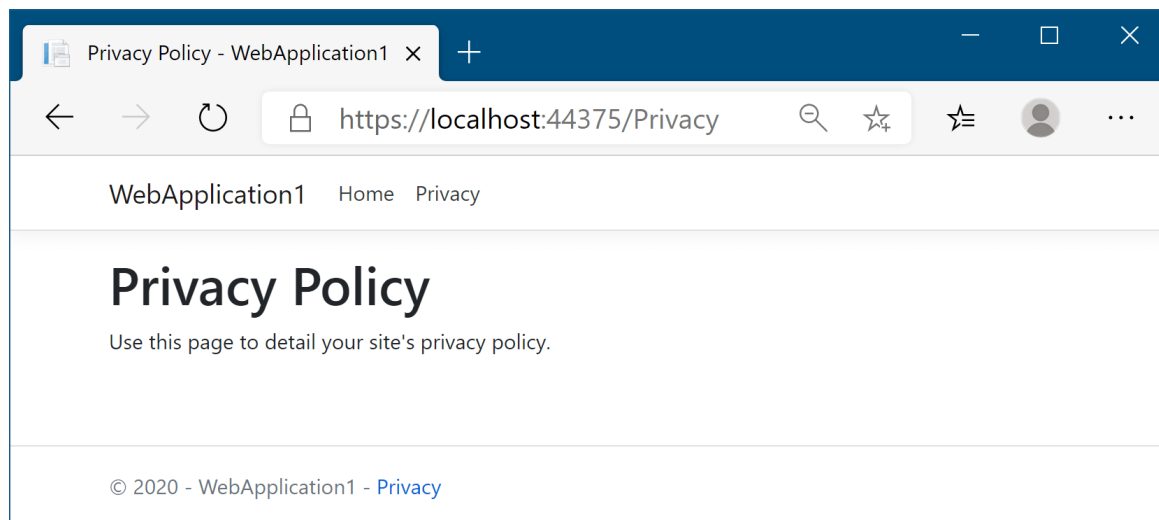 Privacy Policy - WebApplication1
https://localhost:44375/Privacy
WebApplication1 Home Privacy
Privacy Policy
Use this page to detail your site's privacy policy.
© 2020 - WebApplication1 - Privacy